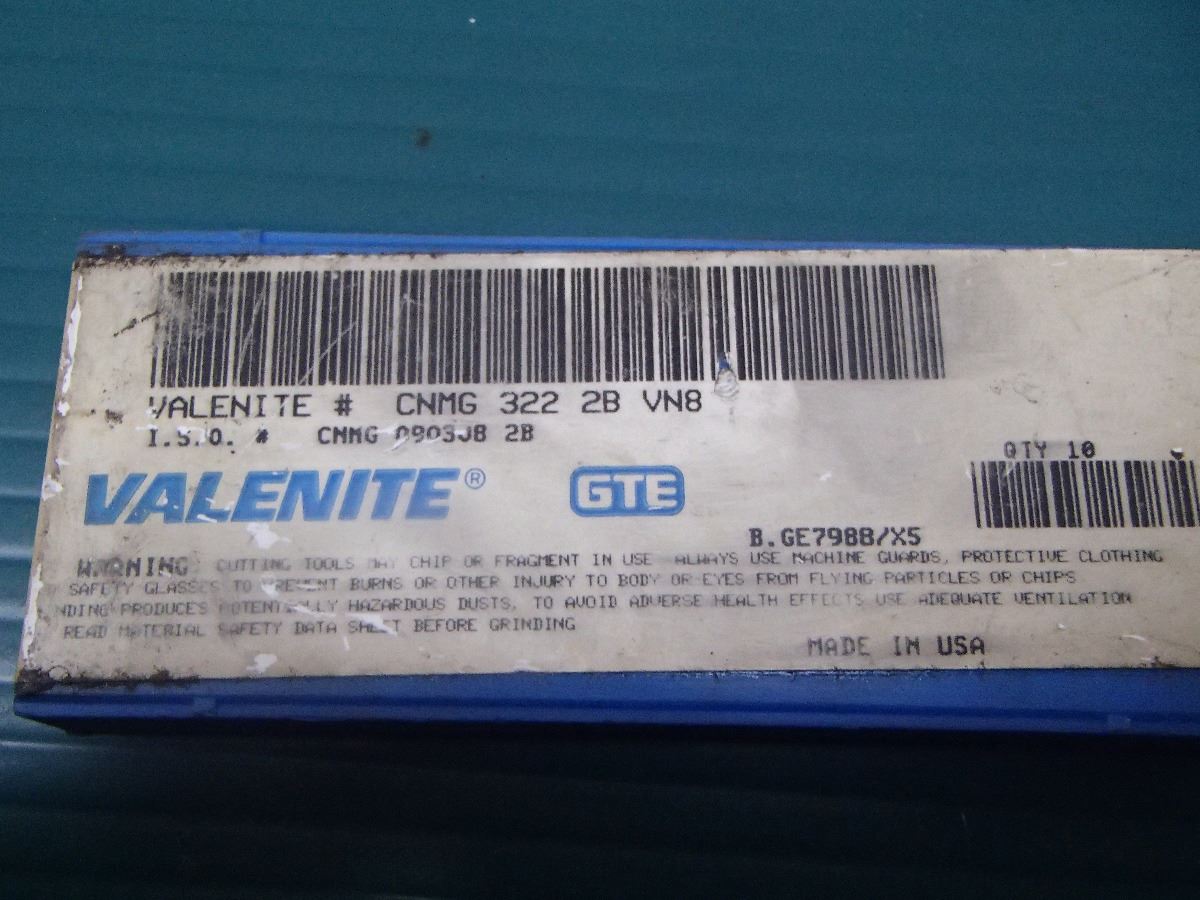 VALENITE # CNMG 322 2B VN8
I.S.O. # CNMG 090308 2B
QTY 10
VALENITE® GTE
B.GE7988/X5
WARNING: CUTTING TOOLS MAY CHIP OR FRAGMENT IN USE ALWAYS USE MACHINE GUARDS, PROTECTIVE CLOTHING
SAFETY GLASSES TO PREVENT BURNS OR OTHER INJURY TO BODY OR EYES FROM FLYING PARTICLES OR CHIPS
NDING PRODUCES POTENTIALLY HAZARDOUS DUSTS, TO AVOID ADVERSE HEALTH EFFECTS USE ADEQUATE VENTILATION
READ MATERIAL SAFETY DATA SHEET BEFORE GRINDING
MADE IN USA